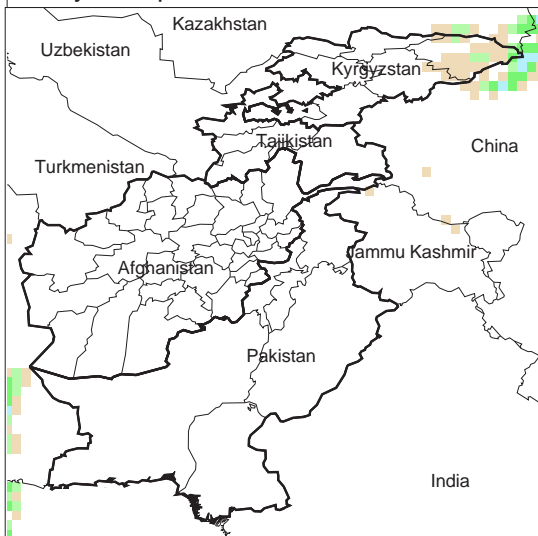 Kazakhstan
Uzbekistan
Kyrgyzstan
Tajikistan
China
Turkmenistan
Jammu Kashmir
Afghanistan
Pakistan
India